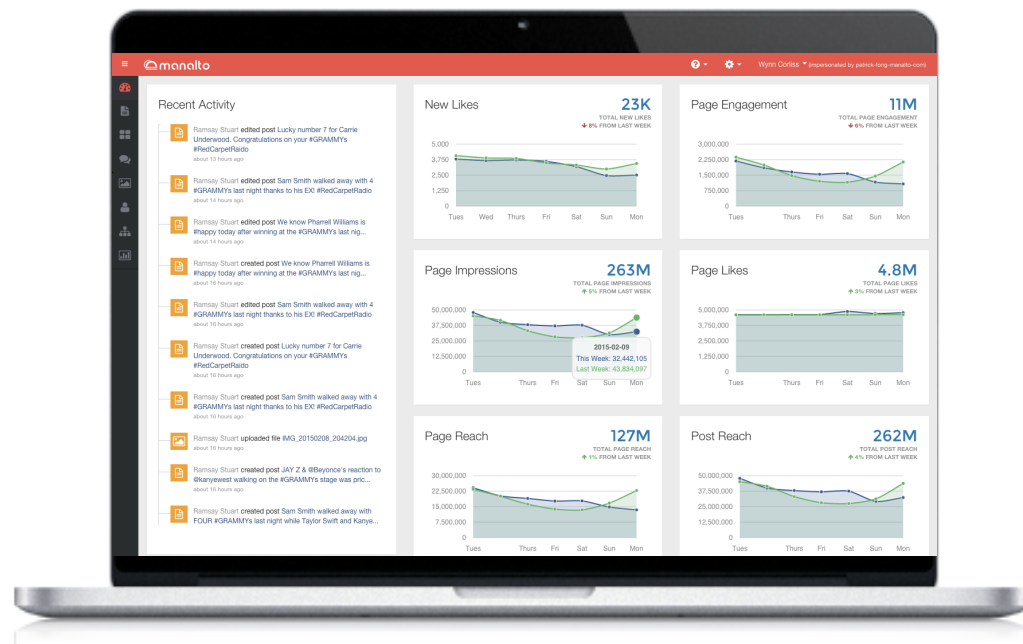 manalto
Wynn Corliss (impersonated by patrick-fong-manalto-com)
Recent Activity
Ramsay Stuart edited post Lucky number 7 for Carrie
Underwood. Congratulations on your #GRAMMYs
#RedCarpetRaido
about 13 hours ago
Ramsay Stuart edited post Sam Smith walked away with 4
#GRAMMYs last night thanks to his EX! #RedCarpetRadio
about 14 hours ago
Ramsay Stuart edited post We know Pharrell Williams is
#happy today after winning at the #GRAMMYs last nig...
about 14 hours ago
Ramsay Stuart created post We know Pharrell Williams is
#happy today after winning at the #GRAMMYs last nig...
about 16 hours ago
Ramsay Stuart edited post Sam Smith walked away with 4
#GRAMMYs last night thanks to his EX! #RedCarpetRadio
about 16 hours ago
Ramsay Stuart created post Lucky number 7 for Carrie
Underwood. Congratulations on your #GRAMMYs
#RedCarpetRaido
about 16 hours ago
Ramsay Stuart created post Sam Smith walked away with 4
#GRAMMYs last night thanks to his EX! #RedCarpetRadio
about 16 hours ago
Ramsay Stuart uploaded file IMG_20150208_204204.jpg
about 16 hours ago
Ramsay Stuart created post JAY Z & @Beyonce's reaction to
@kanyewest walking on the #GRAMMYs stage was pric...
about 16 hours ago
Ramsay Stuart created post Sam Smith walked away with
FOUR #GRAMMYs last night while Taylor Swift and Kanye...
New Likes
23K
TOTAL NEW LIKES
8% FROM LAST WEEK
5,000
3,750
2,500
1,250
0
Tues Wed Thurs Fri Sat Sun Mon
Page Engagement
11M
TOTAL PAGE ENGAGEMENT
6% FROM LAST WEEK
3,000,000
2,250,000
1,500,000
750,000
0
Tues Thurs Fri Sat Sun Mon
Page Impressions
263M
TOTAL PAGE IMPRESSIONS
5% FROM LAST WEEK
50,000,000
37,500,000
25,000,000
12,500,000
0
2015-02-09
This Week: 32,442,105
Last Week: 43,834,097
Tues Thurs Fri Sat Sun Mon
Page Likes
4.8M
TOTAL PAGE LIKES
3% FROM LAST WEEK
5,000,000
3,750,000
2,500,000
1,250,000
0
Tues Thurs Fri Sat Sun Mon
Page Reach
127M
TOTAL PAGE REACH
1% FROM LAST WEEK
30,000,000
22,500,000
15,000,000
7,500,000
0
Tues Thurs Fri Sat Sun Mon
Post Reach
262M
TOTAL POST REACH
4% FROM LAST WEEK
50,000,000
37,500,000
25,000,000
12,500,000
0
Tues Thurs Fri Sat Sun Mon